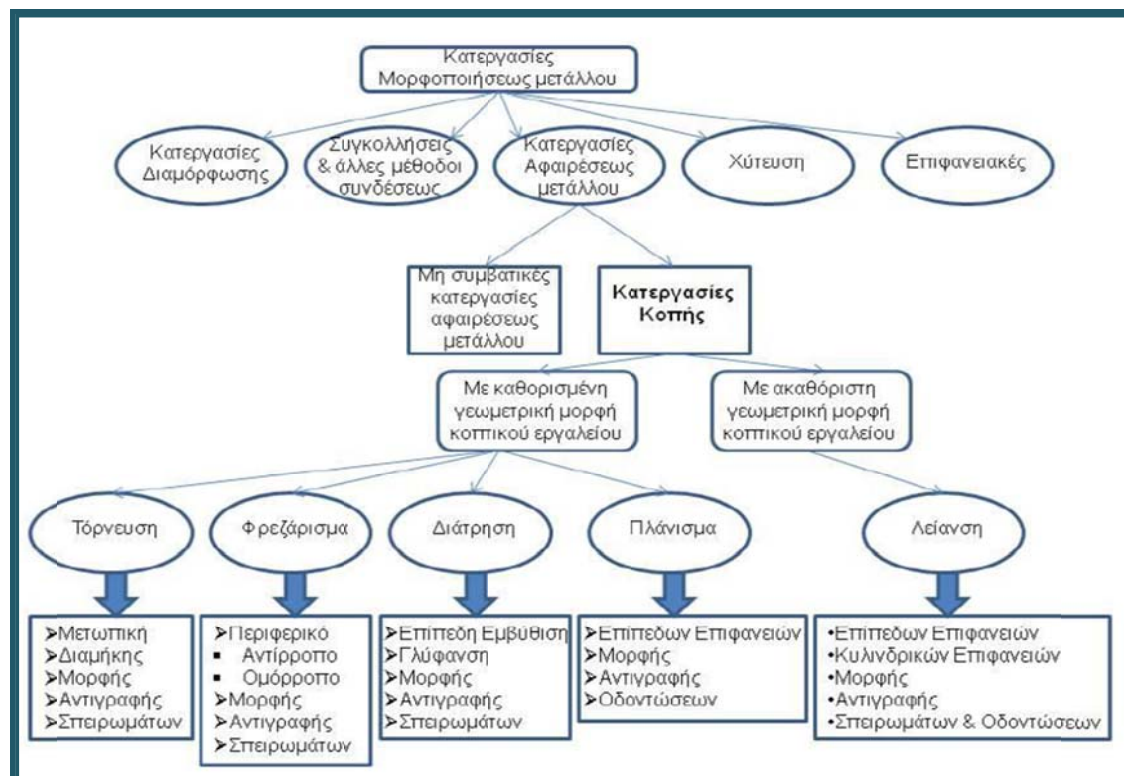 Κατεργασίες
Μορφοποιήσεως μετάλλου
Κατεργασίες
Διαμόρφωσης
Συγκολλήσεις
& άλλες μέθοδοι
συνδέσεως
Κατεργασίες
Αφαιρέσεως
μετάλλου
Χύτευση
Επιφανειακές
Μη συμβατικές
κατεργασίες
αφαιρέσεως
μετάλλου
Κατεργασίες
Κοπής
Με καθορισμένη
γεωμετρική μορφή
κοπτικού εργαλείου
Με ακαθόριστη
γεωμετρική μορφή
κοπτικού εργαλείου
Τόρνευση
Φρεζάρισμα
Διάτρηση
Πλάνισμα
Λείανση
➢Μετωπική
➢Διαμήκης
➢Μορφής
➢Αντιγραφής
➢Σπειρωμάτων
➢Περιφερικό
▪ Αντίρροπο
▪ Ομόρροπο
➢Μορφής
➢Αντιγραφής
➢Σπειρωμάτων
➢Επίπεδη Εμβύθιση
➢Γλύφανση
➢Μορφής
➢Αντιγραφής
➢Σπειρωμάτων
➢Επίπεδων Επιφανειών
➢Μορφής
➢Αντιγραφής
➢Οδοντώσεων
•Επίπεδων Επιφανειών
•Κυλινδρικών Επιφανειών
•Μορφής
•Αντιγραφής
•Σπειρωμάτων & Οδοντώσεων